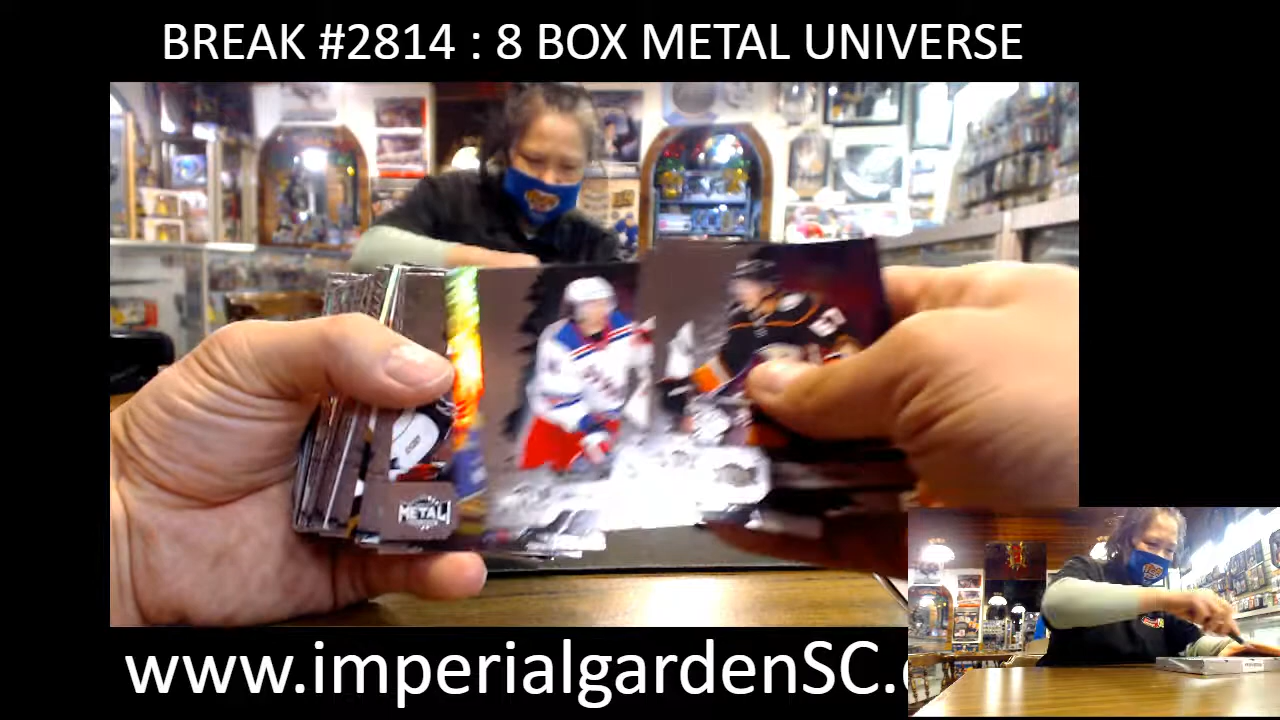 BREAK #2814 : 8 BOX METAL UNIVERSE
METAL
www.imperialgardenSC.